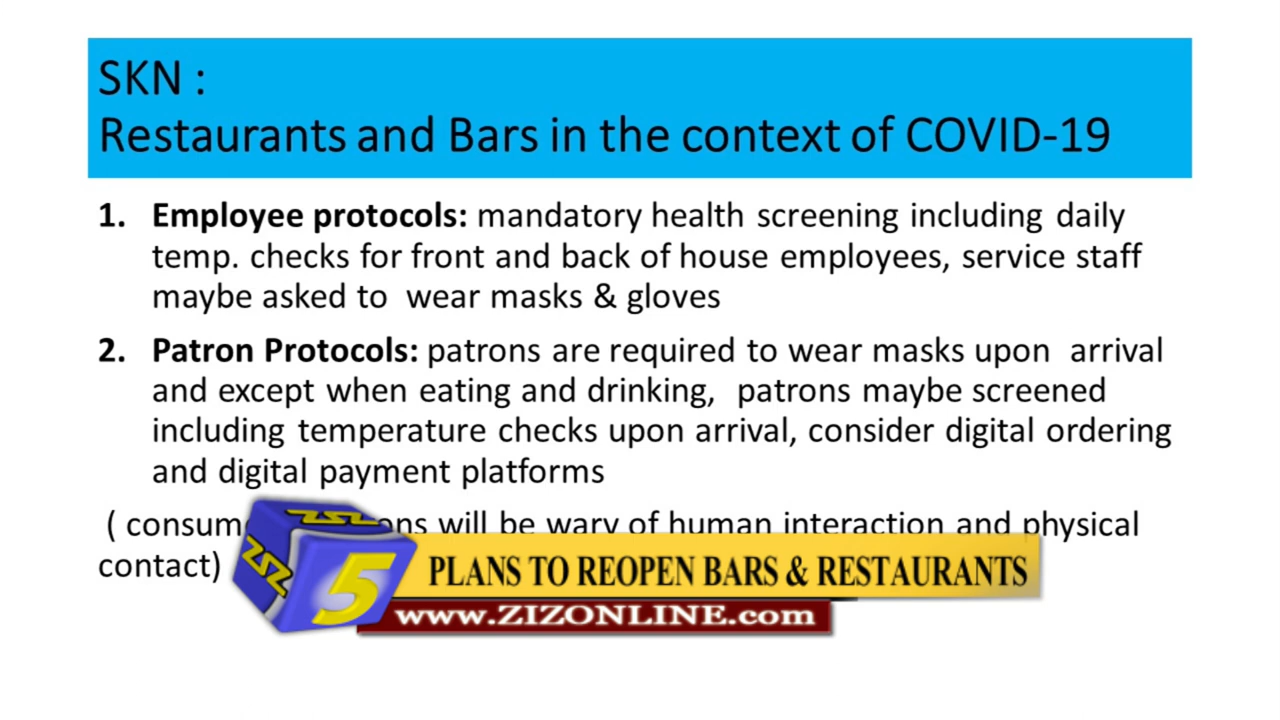 SKN :
Restaurants and Bars in the context of COVID-19
1. Employee protocols: mandatory health screening including daily
temp. checks for front and back of house employees, service staff
maybe asked to wear masks & gloves
2. Patron Protocols: patrons are required to wear masks upon arrival
and except when eating and drinking, patrons maybe screened
including temperature checks upon arrival, consider digital ordering
and digital payment platforms
( will be wary of human interaction and physical
contact)
ZIZ
ZIZ
5
PLANS TO REOPEN BARS & RESTAURANTS
www.ZIZONLINE.com